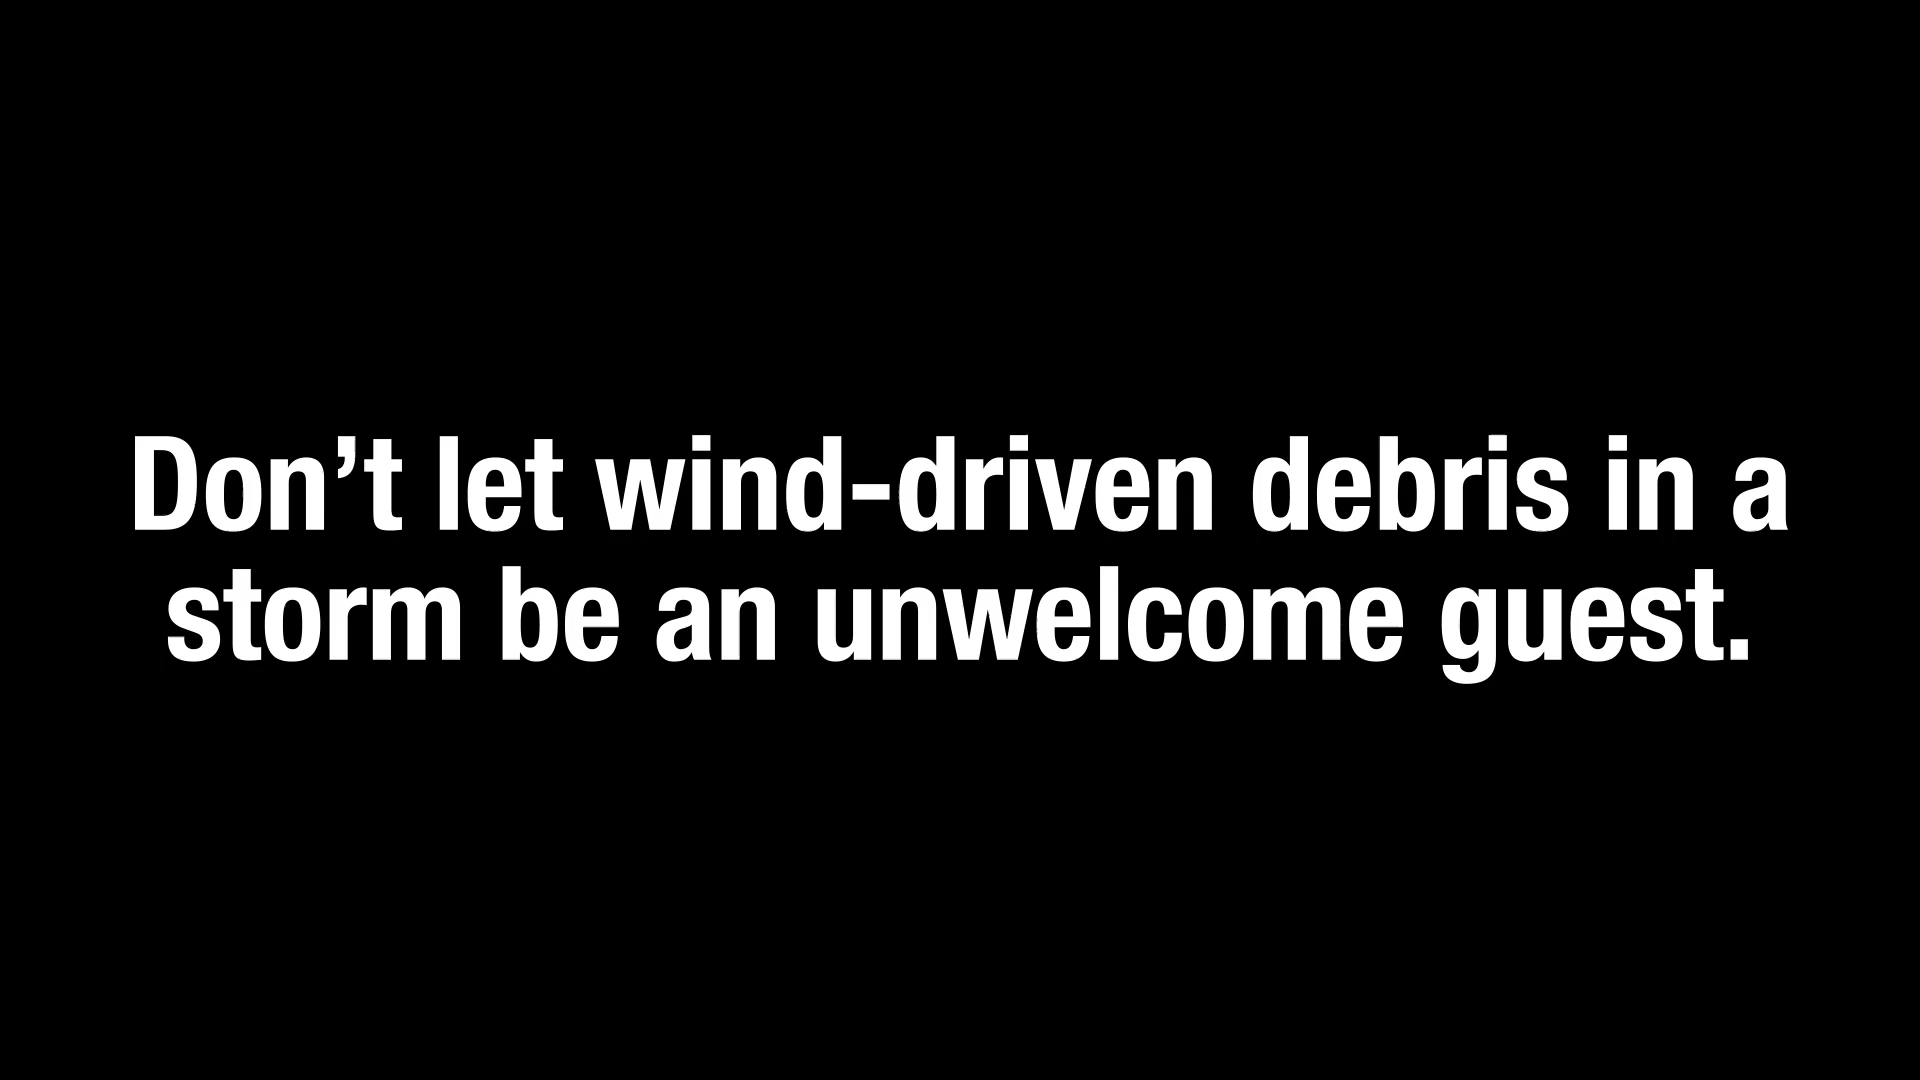 Don’t let wind-driven debris in a
storm be an unwelcome guest.